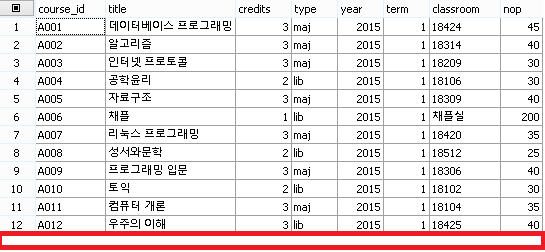 course_id title credits type year term classroom nop
1 A001 데이터베이스 프로그래밍 3 maj 2015 1 18424 45
2 A002 알고리즘 3 maj 2015 1 18314 40
3 A003 인터넷 프로토콜 3 maj 2015 1 18209 30
4 A004 공학윤리 2 lib 2015 1 18106 30
5 A005 자료구조 3 maj 2015 1 18309 40
6 A006 채플 1 lib 2015 1 채플실 200
7 A007 리눅스 프로그래밍 3 maj 2015 1 18420 35
8 A008 성서와문학 2 lib 2015 1 18512 25
9 A009 프로그래밍 입문 3 maj 2015 1 18306 40
10 A010 토익 2 lib 2015 1 18102 30
11 A011 컴퓨터 개론 3 maj 2015 1 18104 35
12 A012 우주의 이해 3 lib 2015 1 18425 40